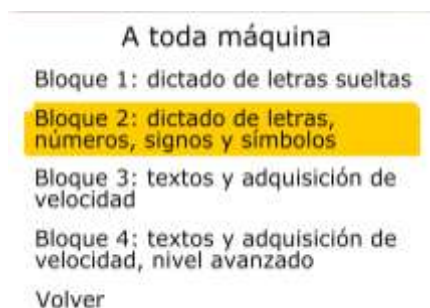 A toda máquina
Bloque 1: dictado de letras sueltas
Bloque 2: dictado de letras,
números, signos y símbolos
Bloque 3: textos y adquisición de
velocidad
Bloque 4: textos y adquisición de
velocidad, nivel avanzado
Volver